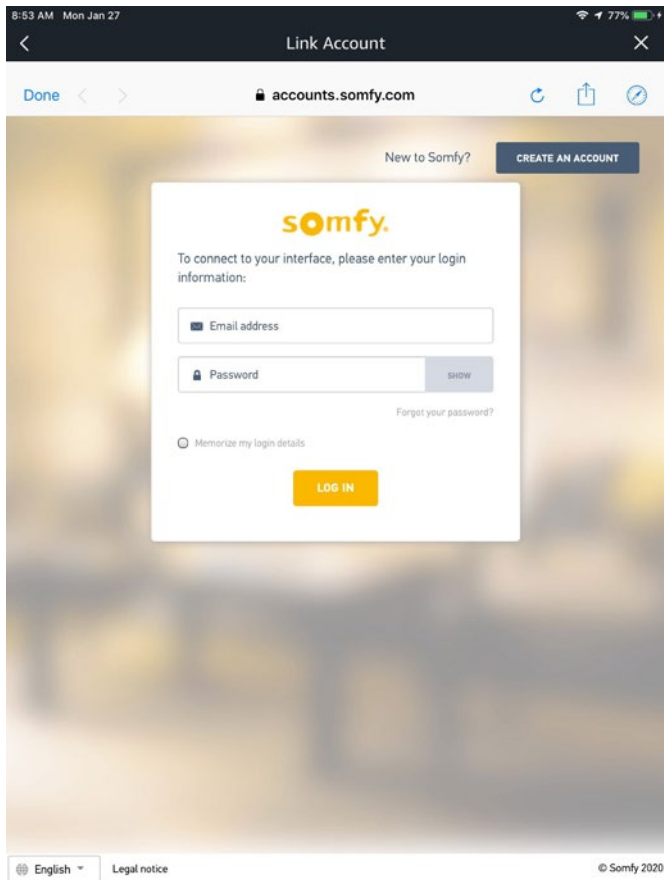 8:53 AM Mon Jan 27
77%
Link Account
Done
accounts.somfy.com
New to Somfy?
CREATE AN ACCOUNT
somfy.
To connect to your interface, please enter your login
information:
Email address
Password
SHOW
Forgot your password?
Memorize my login details
LOG IN
English
Legal notice
© Somfy 2020